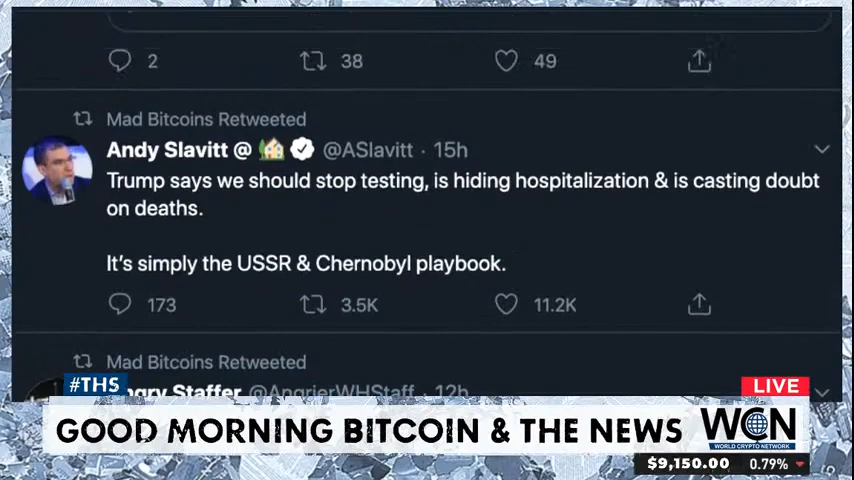 2 38 49
Mad Bitcoins Retweeted
Andy Slavitt @ 🏡 @ASlavitt · 15h
Trump says we should stop testing, is hiding hospitalization & is casting doubt
on deaths.
It's simply the USSR & Chernobyl playbook.
173 3.5K 11.2K
Mad Bitcoins Retweeted
#THS
ngry Staffer @AngrierWHStaff · 12h
LIVE
GOOD MORNING BITCOIN & THE NEWS
WCN
WORLD CRYPTO NETWORK
$9,150.00 0.79%